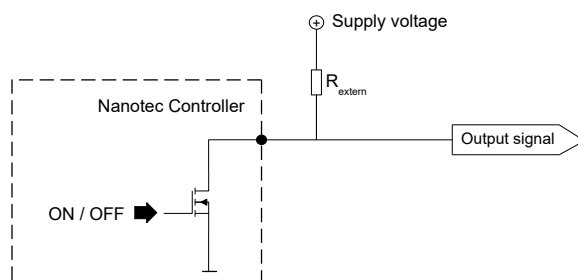 Supply voltage
R extern
Nanotec Controller
Output signal
ON / OFF